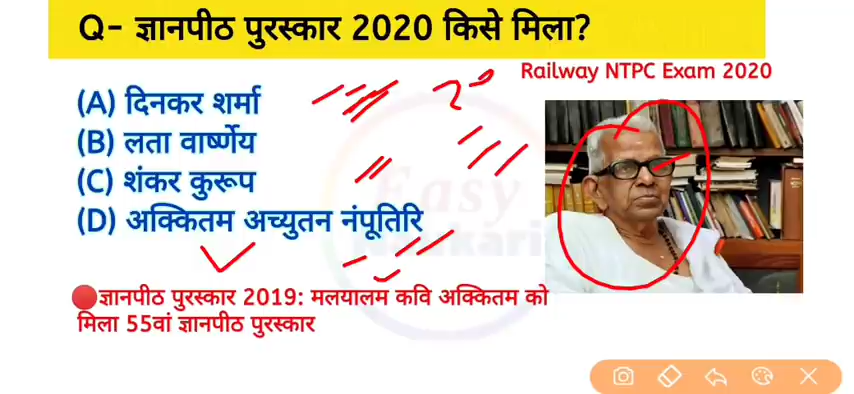 Q- ज्ञानपीठ पुरस्कार 2020 किसे मिला?
Railway NTPC Exam 2020
(A) दिनकर शर्मा
(B) लता वार्ष्णेय
(C) शंकर कुरूप
(D) अक्कितम अच्युतन नंपूतिरि
🔴ज्ञानपीठ पुरस्कार 2019: मलयालम कवि अक्कितम को
मिला 55वां ज्ञानपीठ पुरस्कार